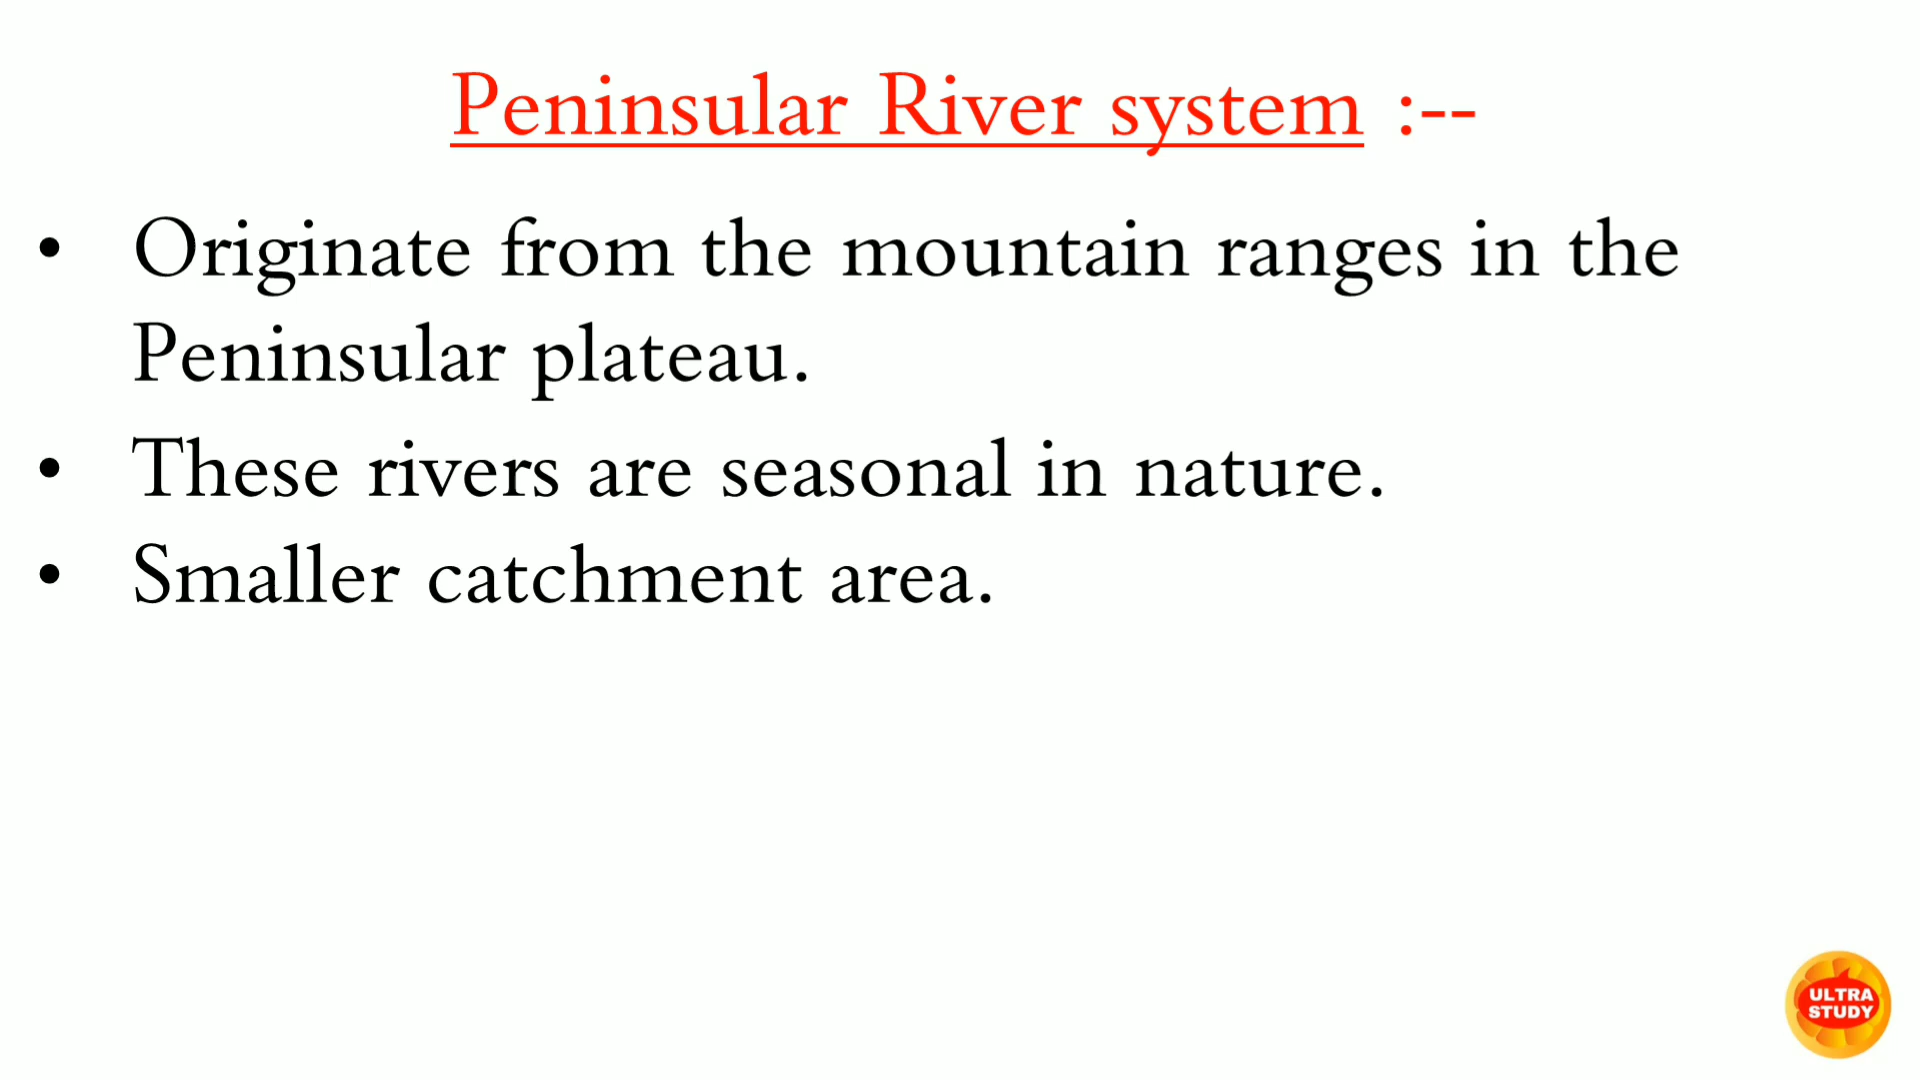 Peninsular River system :--
• Originate from the mountain ranges in the
Peninsular plateau.
• These rivers are seasonal in nature.
• Smaller catchment area.
ULTRA
STUDY